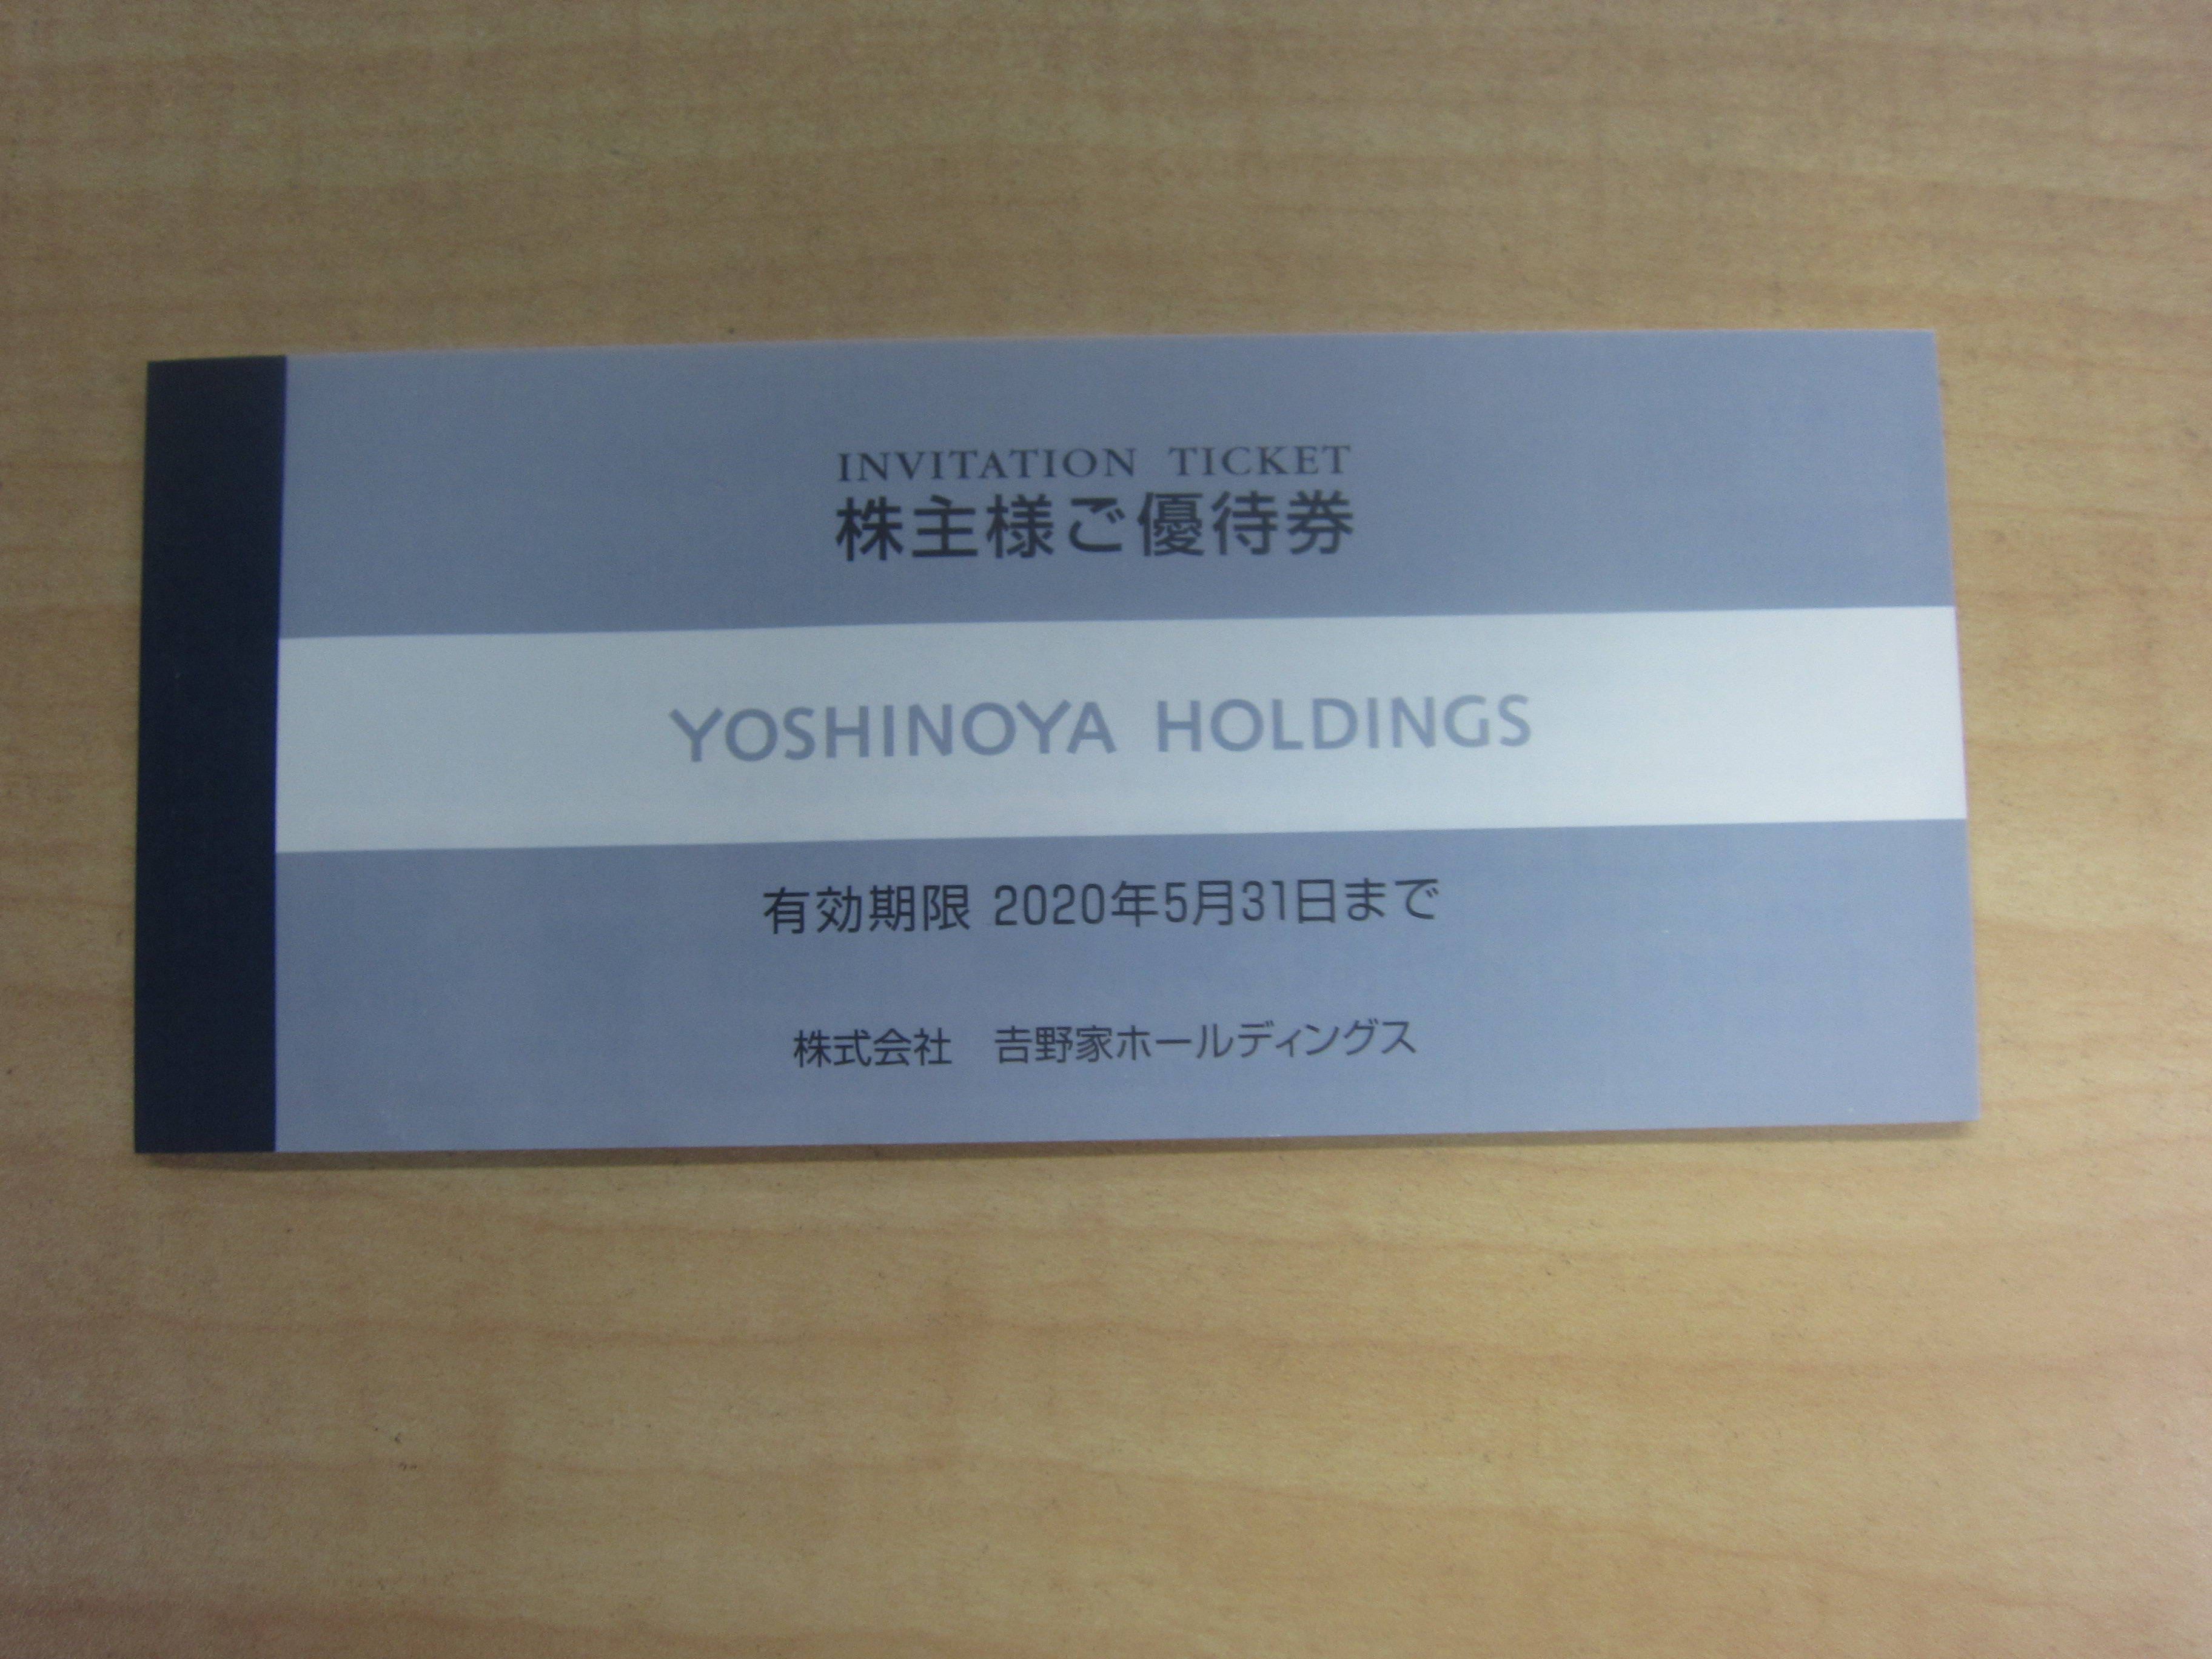 INVITATION TICKET
株主様ご優待券
YOSHINOYA HOLDINGS
有効期限 2020年5月31日まで
株式会社　𠮷野家ホールディングス